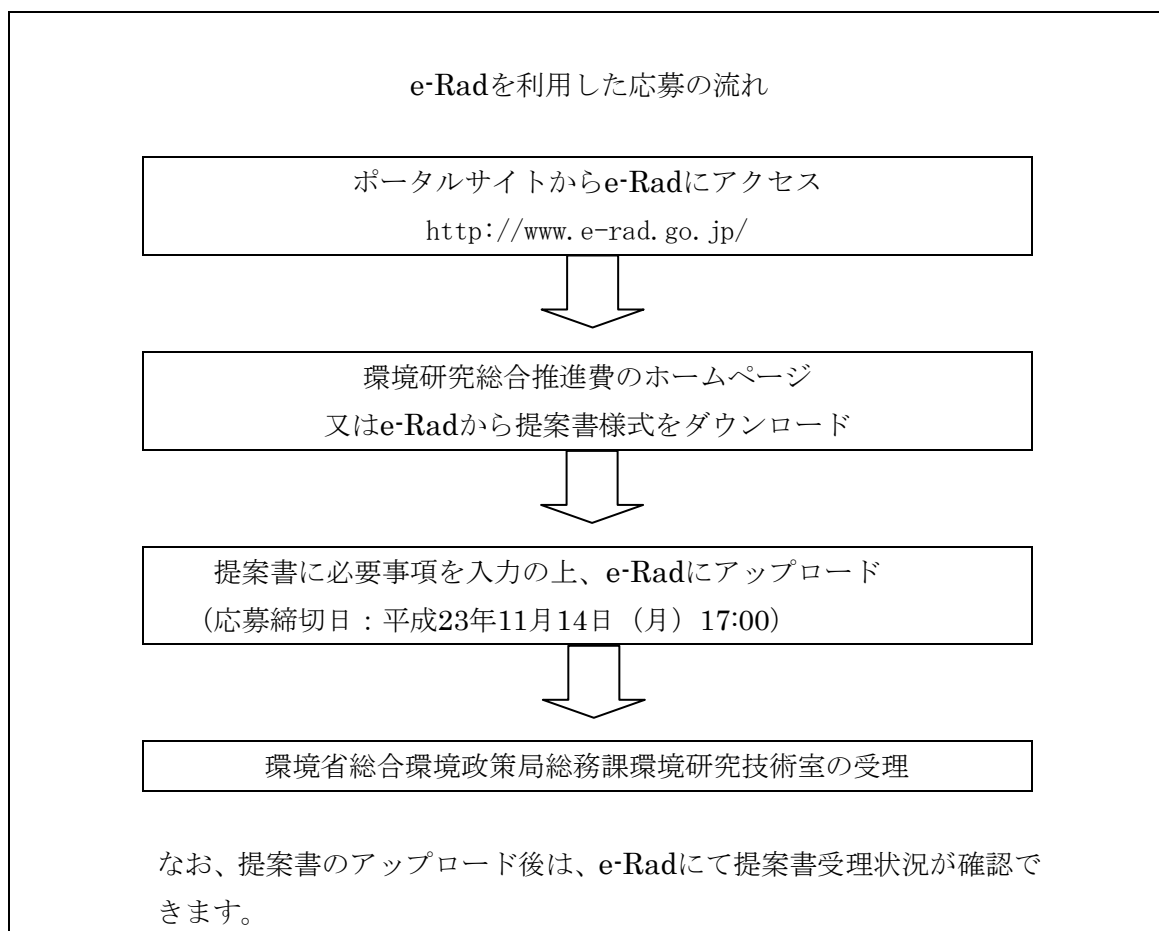 e-Radを利用した応募の流れ
ポータルサイトからe-Radにアクセス
http://www.e-rad.go.jp/
環境研究総合推進費のホームページ
又はe-Radから提案書様式をダウンロード
提案書に必要事項を入力の上、e-Radにアップロード
（応募締切日：平成23年11月14日（月）17:00）
環境省総合環境政策局総務課環境研究技術室の受理
なお、提案書のアップロード後は、e-Radにて提案書受理状況が確認で
きます。